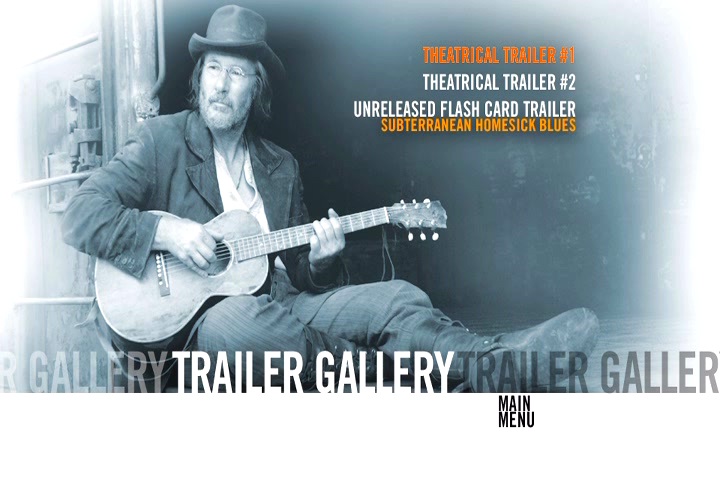 THEATRICAL TRAILER #1
THEATRICAL TRAILER #2
UNRELEASED FLASH CARD TRAILER
SUBTERRANEAN HOMESICK BLUES
R GALLERY TRAILER GALLERY TRAILER GALLER
MAIN
MENU